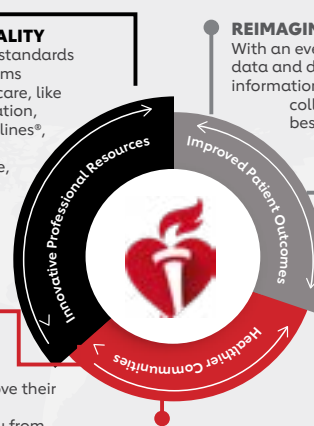 ALITY
standards
ms
care, like
ation,
lines®,
e,
REIMAGIN
With an eve
data and d
information
coll
bes
Innovative Professional Resources
Improved Patient Outcomes
Healthier Communities
ove their
y from